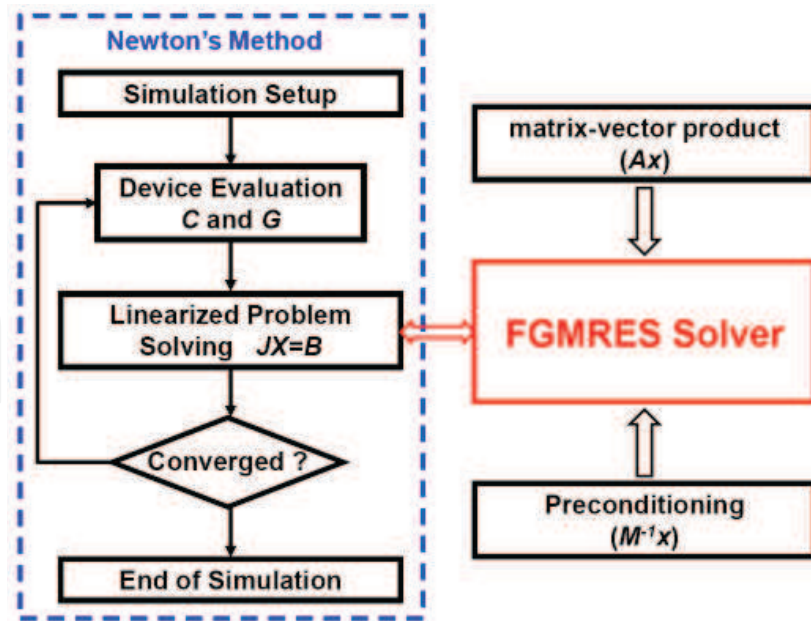 Newton's Method
Simulation Setup
Device Evaluation
C and G
Linearized Problem
Solving JX=B
Converged ?
End of Simulation
matrix-vector product
(Ax)
FGMRES Solver
Preconditioning
(M⁻¹x)